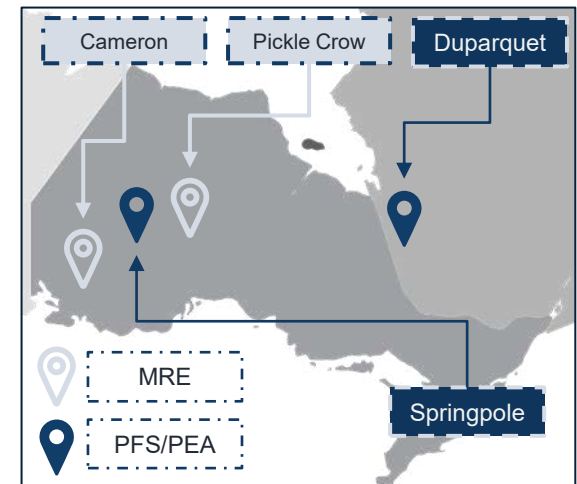 Cameron
Pickle Crow
Duparquet
MRE
Springpole
PFS/PEA